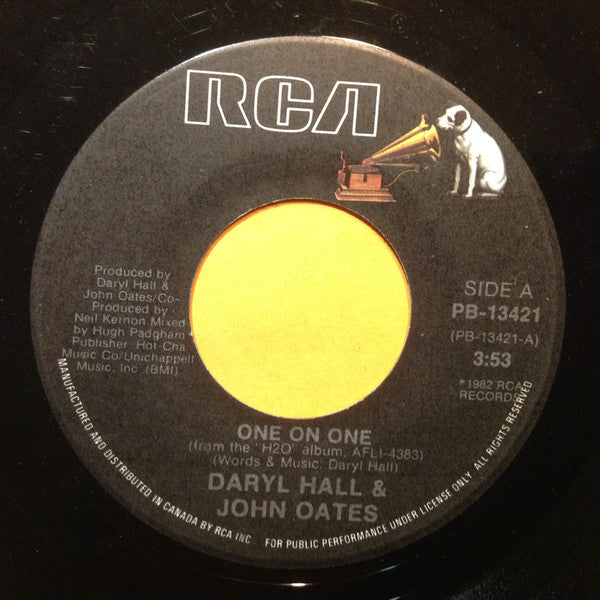 RCA
Produced by
Daryl Hall &
John Oates/Co-
Produced by
Neil Kernon Mixed
by Hugh Padgham
Publisher Hot-Cha
Music Co/Unichappell
Music, Inc (BMI)
SIDE A
PB-13421
(PB-13421-A)
3:53
*1982 RCA
RECORDS
ONE ON ONE
(from the "H2O" album, AFLI-4383)
(Words & Music: Daryl Hall)
DARYL HALL &
JOHN OATES
MANUFACTURED AND DISTRIBUTED IN CANADA BY RCA INC FOR PUBLIC PERFORMANCE UNDER LICENSE ONLY ALL RIGHTS RESERVED